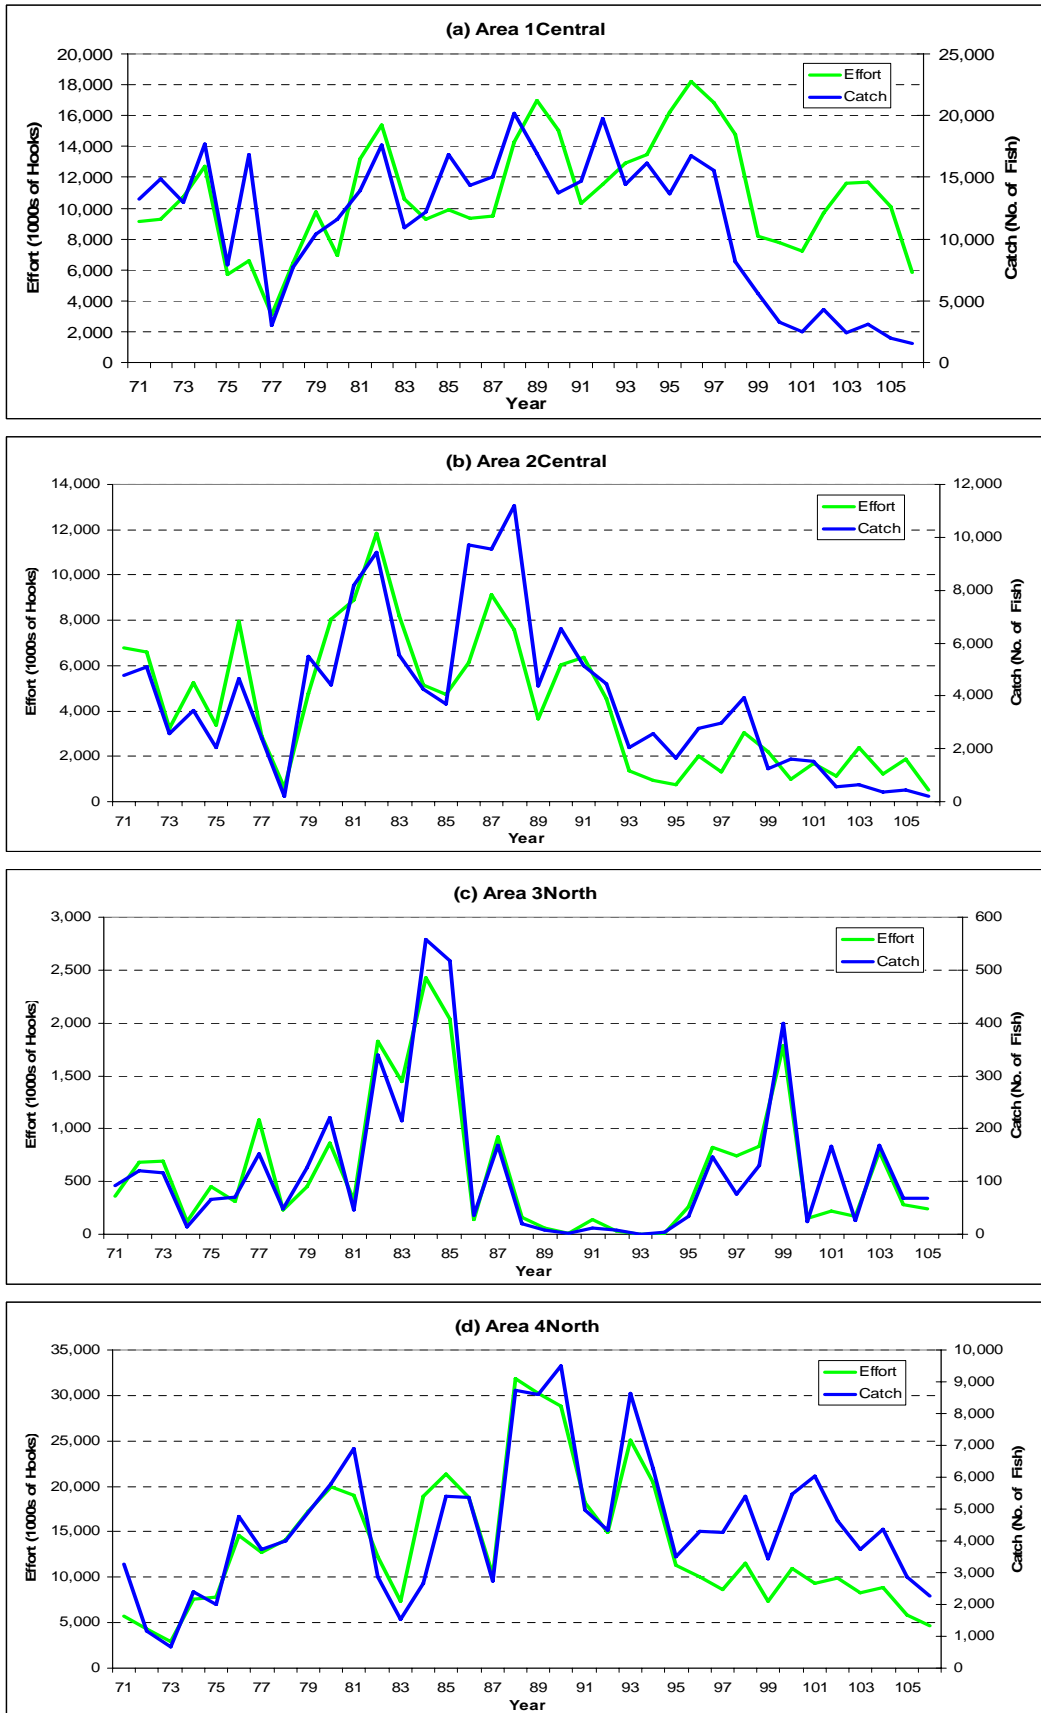 (a) Area 1Central
Effort (1000s of Hooks)
20,000
18,000
16,000
14,000
12,000
10,000
8,000
6,000
4,000
2,000
0
Effort
Catch
25,000
20,000
15,000
10,000
5,000
0
Catch (No. of Fish)
71 73 75 77 79 81 83 85 87 89 91 93 95 97 99 101 103 105
Year
(b) Area 2Central
Effort (1000s of Hooks)
14,000
12,000
10,000
8,000
6,000
4,000
2,000
0
Effort
Catch
12,000
10,000
8,000
6,000
4,000
2,000
0
Catch (No. of Fish)
71 73 75 77 79 81 83 85 87 89 91 93 95 97 99 101 103 105
Year
(c) Area 3North
Effort (1000s of Hooks)
3,000
2,500
2,000
1,500
1,000
500
0
Effort
Catch
600
500
400
300
200
100
0
Catch (No. of Fish)
71 73 75 77 79 81 83 85 87 89 91 93 95 97 99 101 103 105
Year
(d) Area 4North
Effort (1000s of Hooks)
35,000
30,000
25,000
20,000
15,000
10,000
5,000
0
Effort
Catch
10,000
9,000
8,000
7,000
6,000
5,000
4,000
3,000
2,000
1,000
0
Catch (No. of Fish)
71 73 75 77 79 81 83 85 87 89 91 93 95 97 99 101 103 105
Year